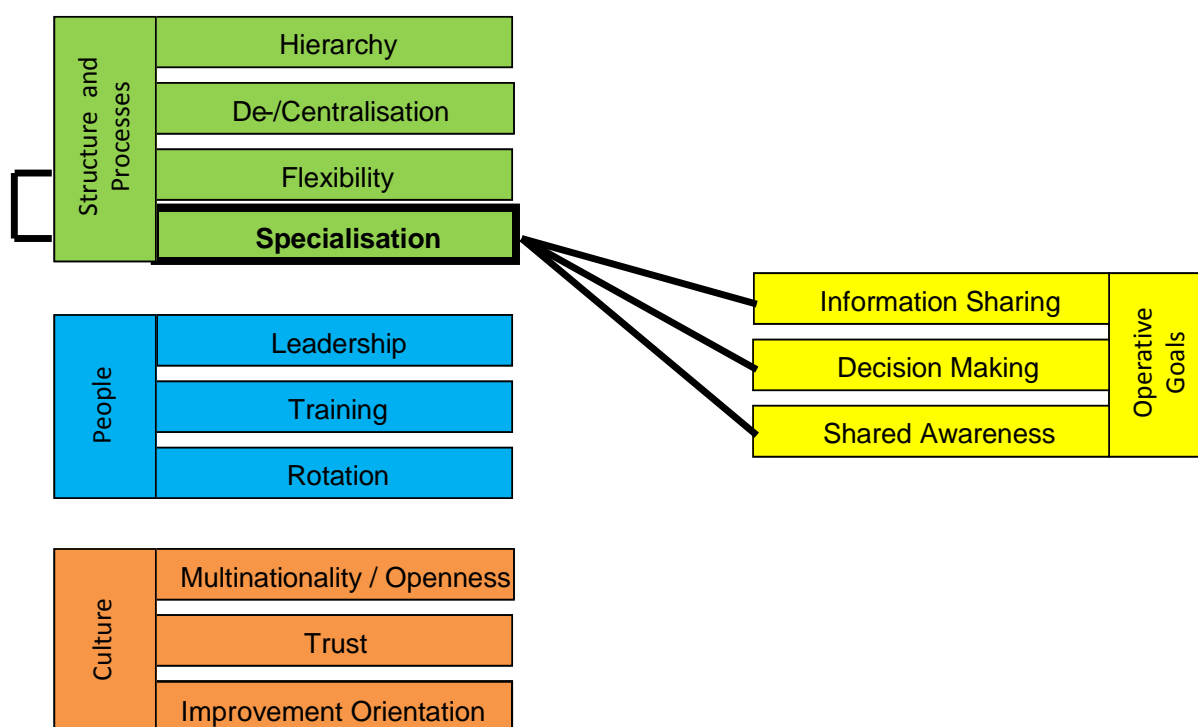 Structure and
Processes
Hierarchy
De-/Centralisation
Flexibility
Specialisation
People
Leadership
Training
Rotation
Culture
Multinationality / Openness
Trust
Improvement Orientation
Information Sharing
Decision Making
Shared Awareness
Operative
Goals